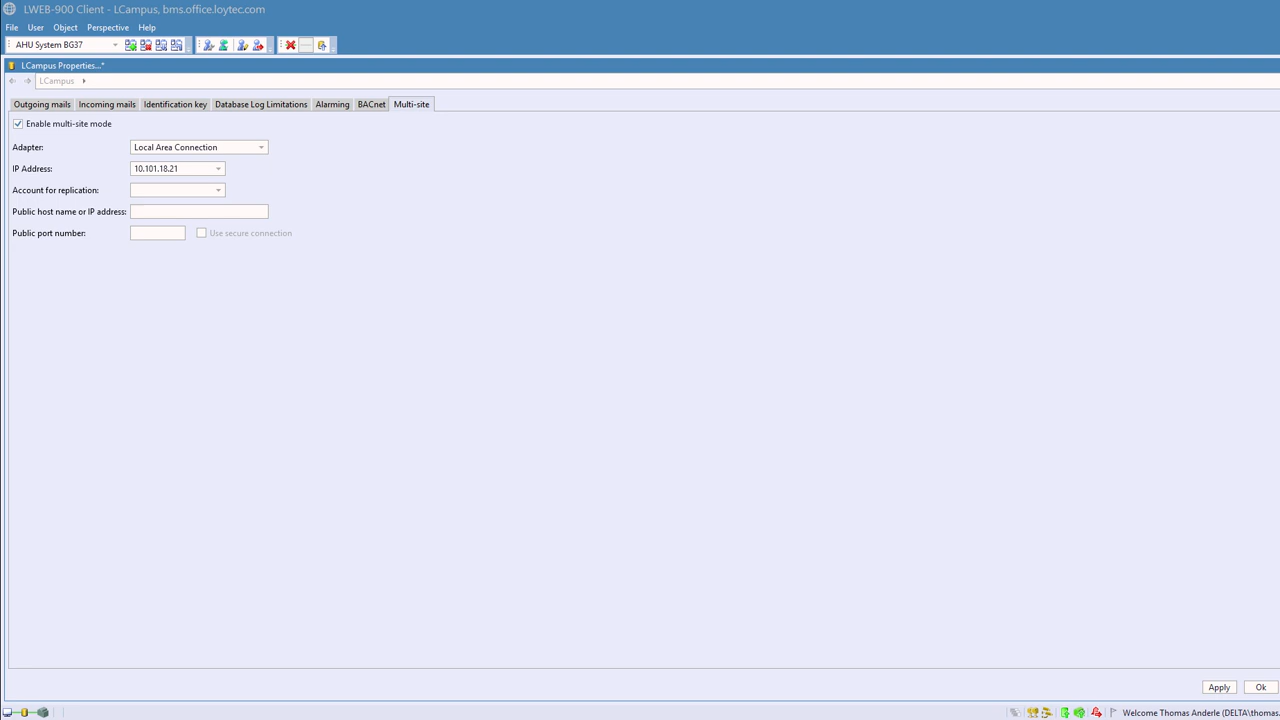 LWEB-900 Client - LCampus, bms.office.loytec.com
File User Object Perspective Help
AHU System BG37
LCampus Properties...*
LCampus
Outgoing mails Incoming mails Identification key Database Log Limitations Alarming BACnet Multi-site
Enable multi-site mode
Adapter: Local Area Connection
IP Address: 10.101.18.21
Account for replication:
Public host name or IP address:
Public port number: Use secure connection
Apply Ok
Welcome Thomas Anderle (DELTA\thomas.